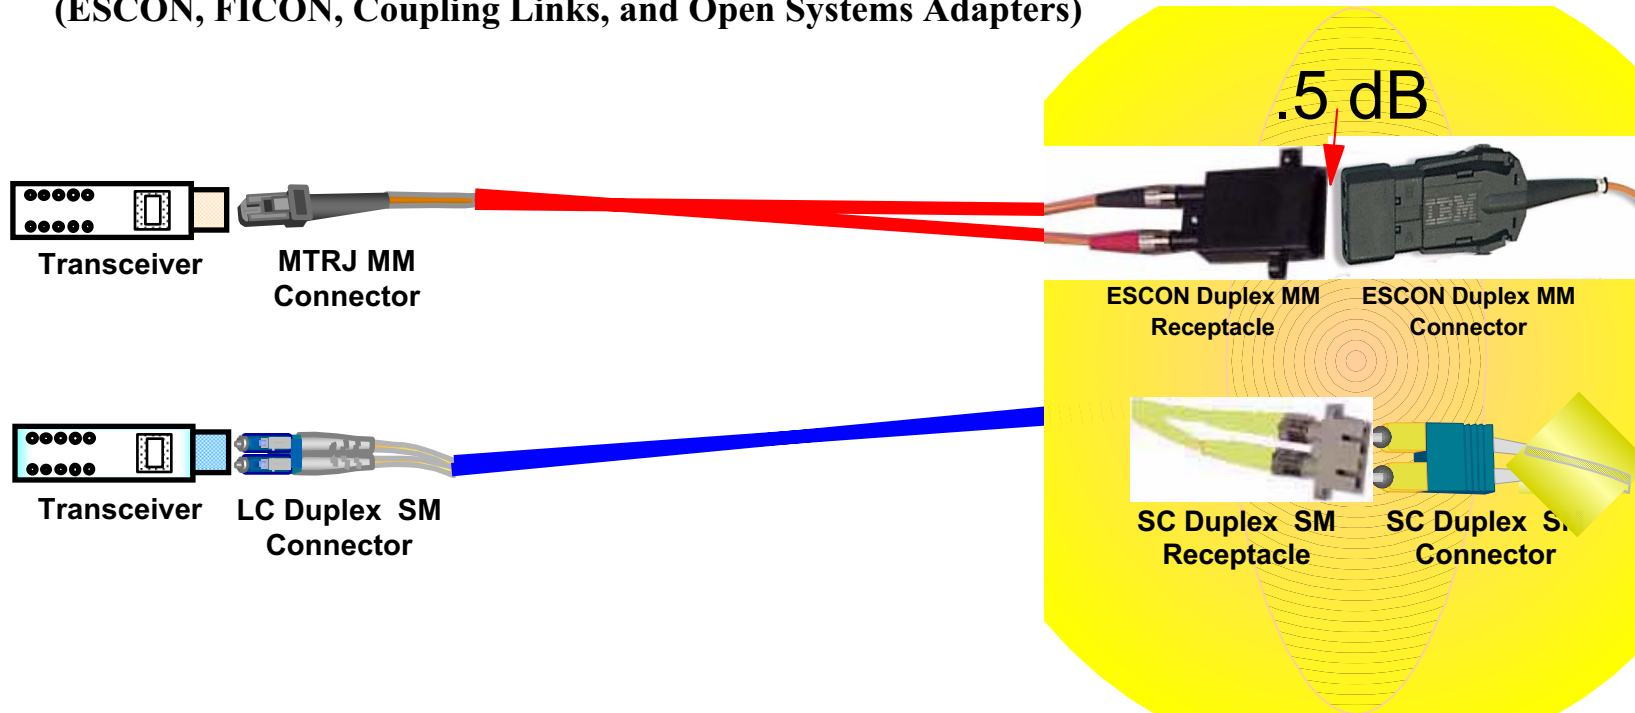 (ESCON, FICON, Coupling Links, and Open Systems Adapters)
.5 dB
IBM
Transceiver
MTRJ MM
Connector
ESCON Duplex MM
Receptacle
ESCON Duplex MM
Connector
Transceiver
LC Duplex SM
Connector
SC Duplex SM
Receptacle
SC Duplex
Connector